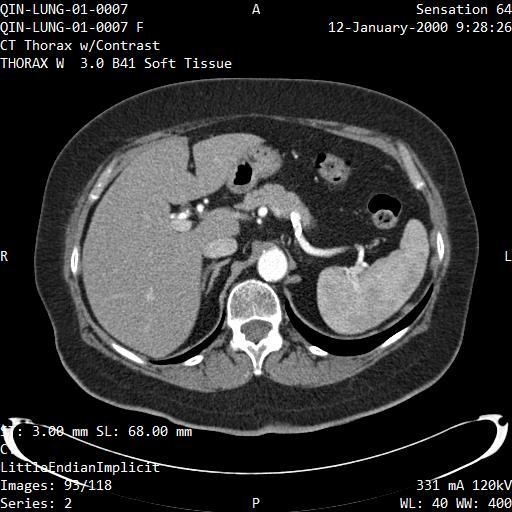 QIN-LUNG-01-0007
A
Sensation 64
QIN-LUNG-01-0007 F
12-January-2000 9:28:26
CT Thorax w/Contrast
THORAX W 3.0 B41 Soft Tissue
R
L
3.00 mm SL: 68.00 mm
LittleEndianImplicit
Images: 93/118
331 mA 120kV
Series: 2
P
WL: 40 WW: 400